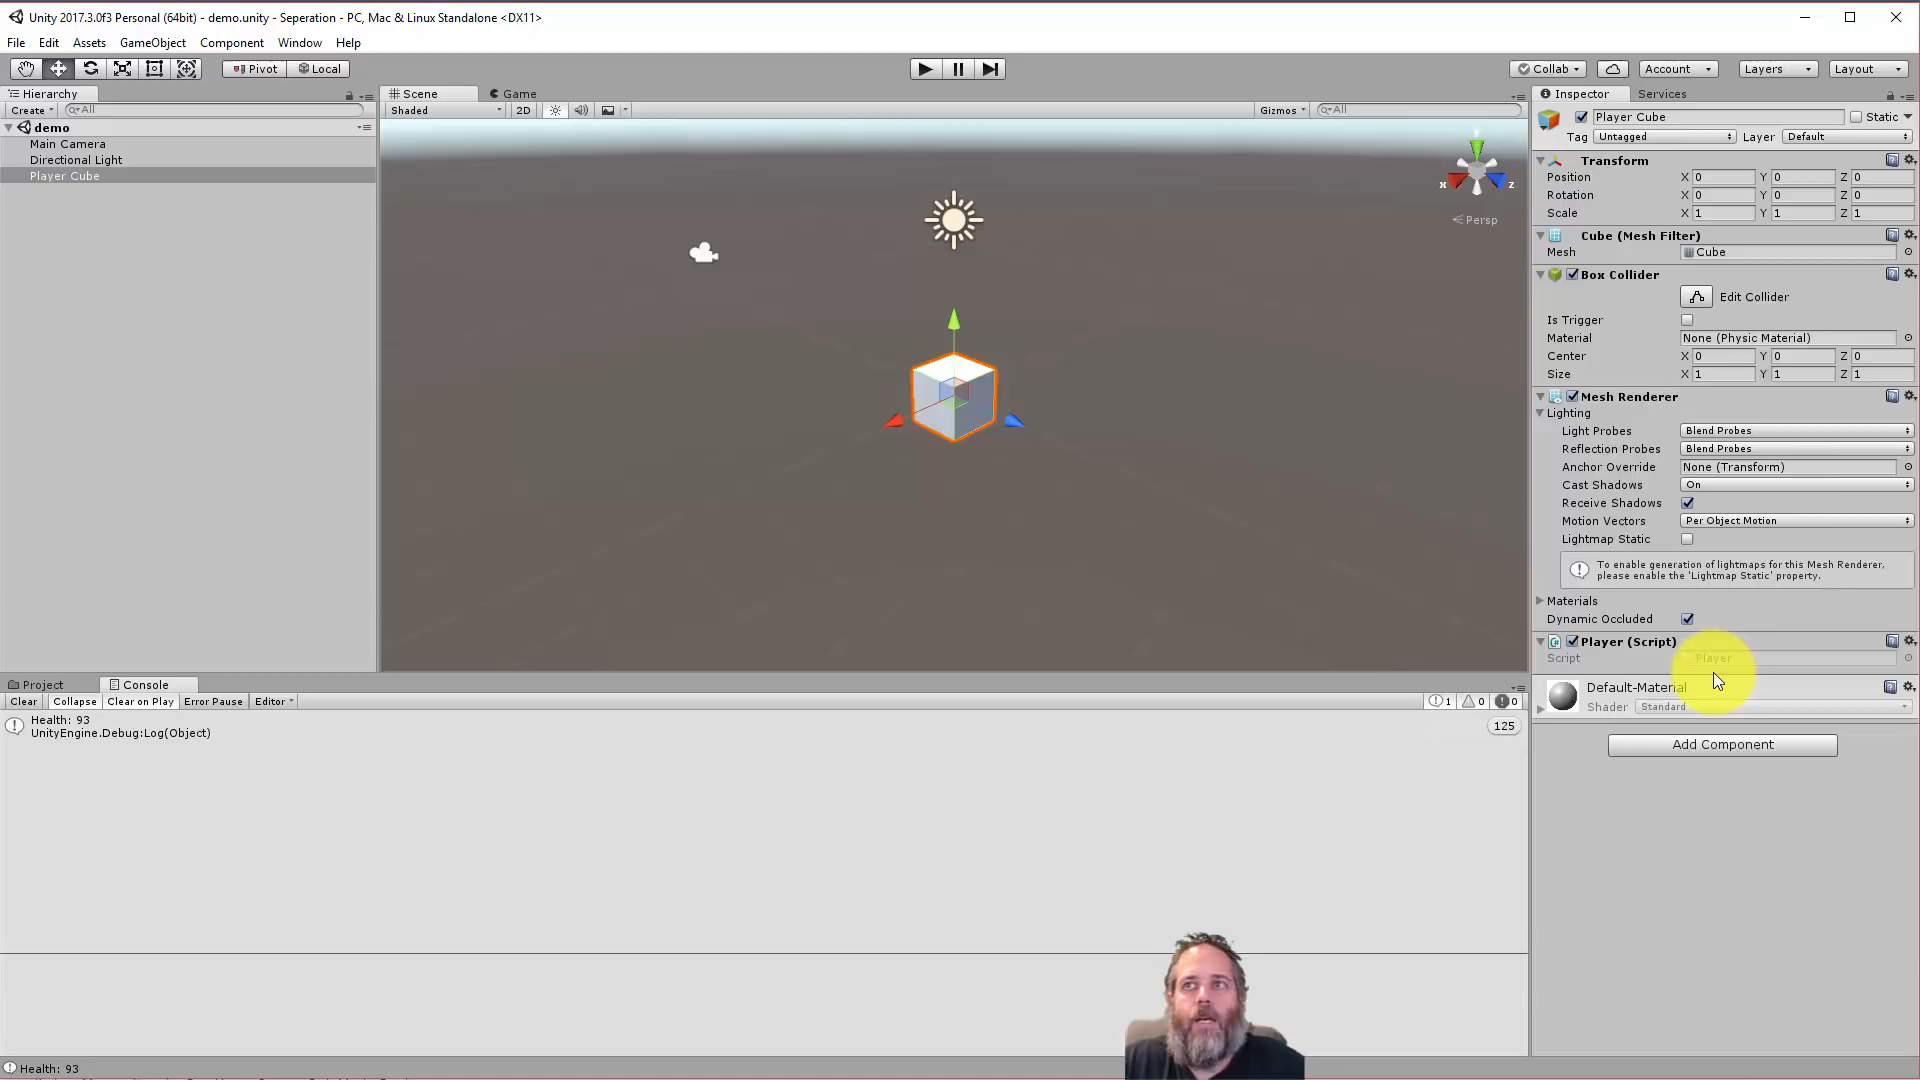 Unity 2017.3.0f3 Personal (64bit) - demo.unity - Seperation - PC, Mac & Linux Standalone <DX11>
File Edit Assets GameObject Component Window Help
Pivot Local Collab Account Layers Layout
Hierarchy
Create All
demo
Main Camera
Directional Light
Player Cube
Scene Game
Shaded 2D Gizmos All
y
x z
Persp
Inspector Services
Player Cube Static
Tag Untagged Layer Default
Transform
Position X 0 Y 0 Z 0
Rotation X 0 Y 0 Z 0
Scale X 1 Y 1 Z 1
Cube (Mesh Filter)
Mesh Cube
Box Collider
Edit Collider
Is Trigger
Material None (Physic Material)
Center X 0 Y 0 Z 0
Size X 1 Y 1 Z 1
Mesh Renderer
Lighting
Light Probes Blend Probes
Reflection Probes Blend Probes
Anchor Override None (Transform)
Cast Shadows On
Receive Shadows
Motion Vectors Per Object Motion
Lightmap Static
To enable generation of lightmaps for this Mesh Renderer,
please enable the 'Lightmap Static' property.
Materials
Dynamic Occluded
Player (Script)
Script Player
Default-Material
Shader Standard
Add Component
Project Console
Clear Collapse Clear on Play Error Pause Editor 1 0 0
Health: 93
UnityEngine.Debug:Log(Object)
125
Health: 93